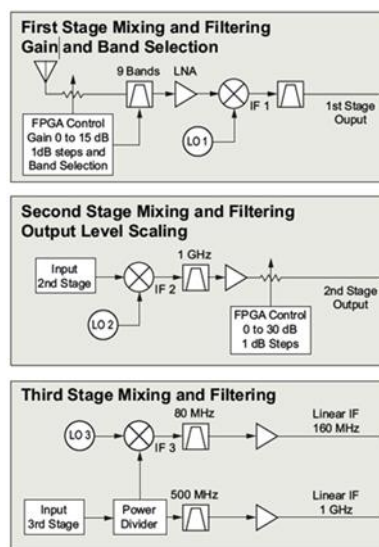 First Stage Mixing and Filtering
Gain and Band Selection
9 Bands
LNA
IF 1
LO 1
FPGA Control
Gain 0 to 15 dB
1dB steps and
Band Selection
1st Stage
Ouput
Second Stage Mixing and Filtering
Output Level Scaling
Input
2nd Stage
IF 2
LO 2
1 GHz
FPGA Control
0 to 30 dB
1 dB Steps
2nd Stage
Output
Third Stage Mixing and Filtering
LO 3
IF 3
80 MHz
Linear IF
160 MHz
Input
3rd Stage
Power
Divider
500 MHz
Linear IF
1 GHz